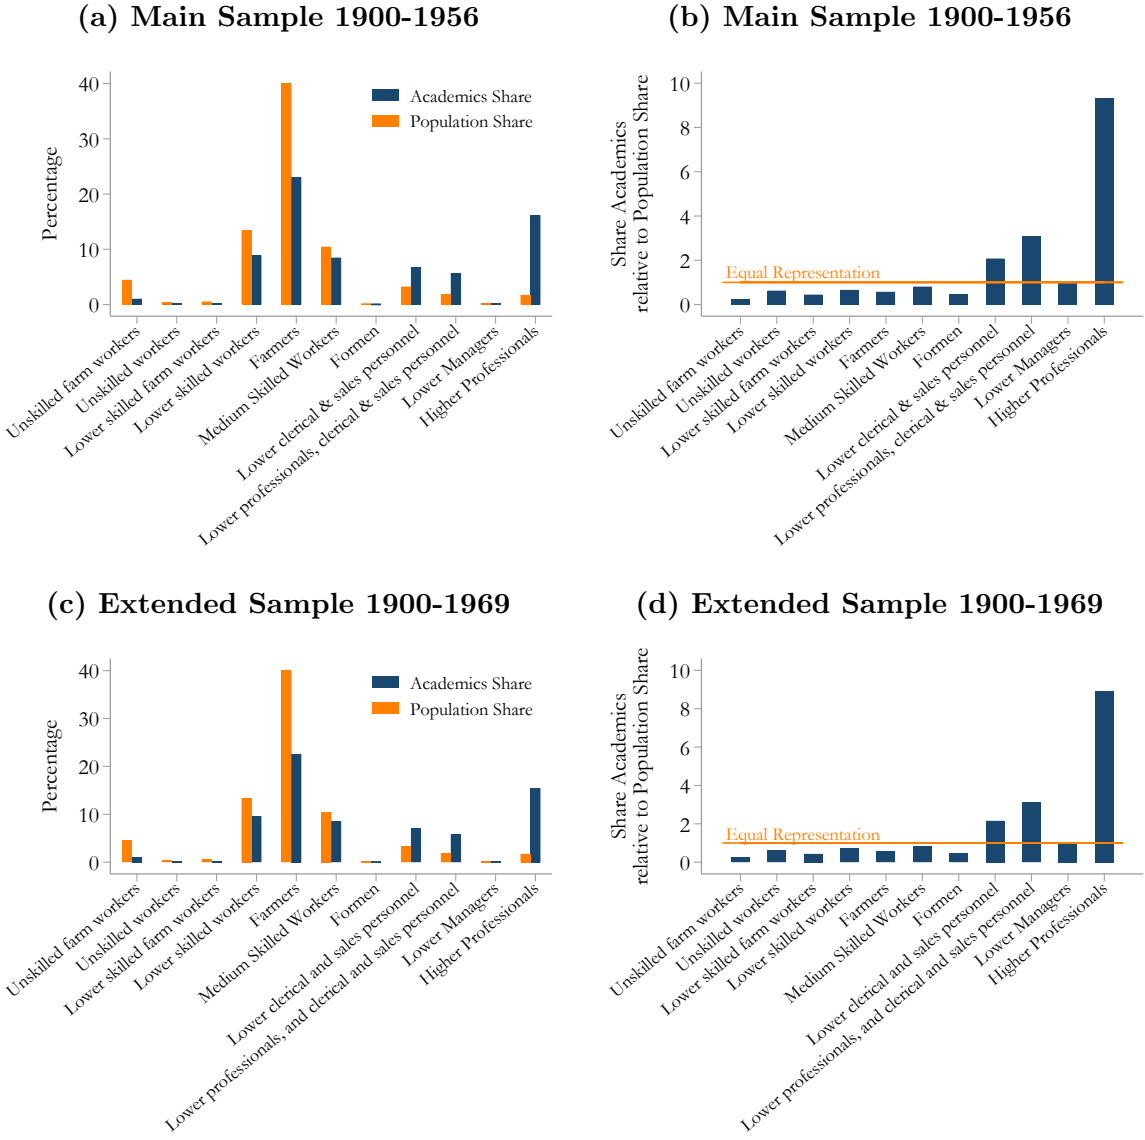 (a) Main Sample 1900-1956
Percentage
40
30
20
10
0
Academics Share
Population Share
Unskilled farm workers
Unskilled workers
Lower skilled farm workers
Lower skilled workers
Farmers
Medium Skilled Workers
Formen
Lower clerical & sales personnel
Lower professionals, clerical & sales personnel
Lower Managers
Higher Professionals
(b) Main Sample 1900-1956
Share Academics
relative to Population Share
10
8
6
4
2
0
Equal Representation
Unskilled farm workers
Unskilled workers
Lower skilled farm workers
Lower skilled workers
Farmers
Medium Skilled Workers
Formen
Lower clerical & sales personnel
Lower professionals, clerical & sales personnel
Lower Managers
Higher Professionals
(c) Extended Sample 1900-1969
Percentage
40
30
20
10
0
Academics Share
Population Share
Unskilled farm workers
Unskilled workers
Lower skilled farm workers
Lower skilled workers
Farmers
Medium Skilled Workers
Formen
Lower clerical and sales personnel
Lower professionals, and clerical and sales personnel
Lower Managers
Higher Professionals
(d) Extended Sample 1900-1969
Share Academics
relative to Population Share
10
8
6
4
2
0
Equal Representation
Unskilled farm workers
Unskilled workers
Lower skilled farm workers
Lower skilled workers
Farmers
Medium Skilled Workers
Formen
Lower clerical and sales personnel
Lower professionals, and clerical and sales personnel
Lower Managers
Higher Professionals